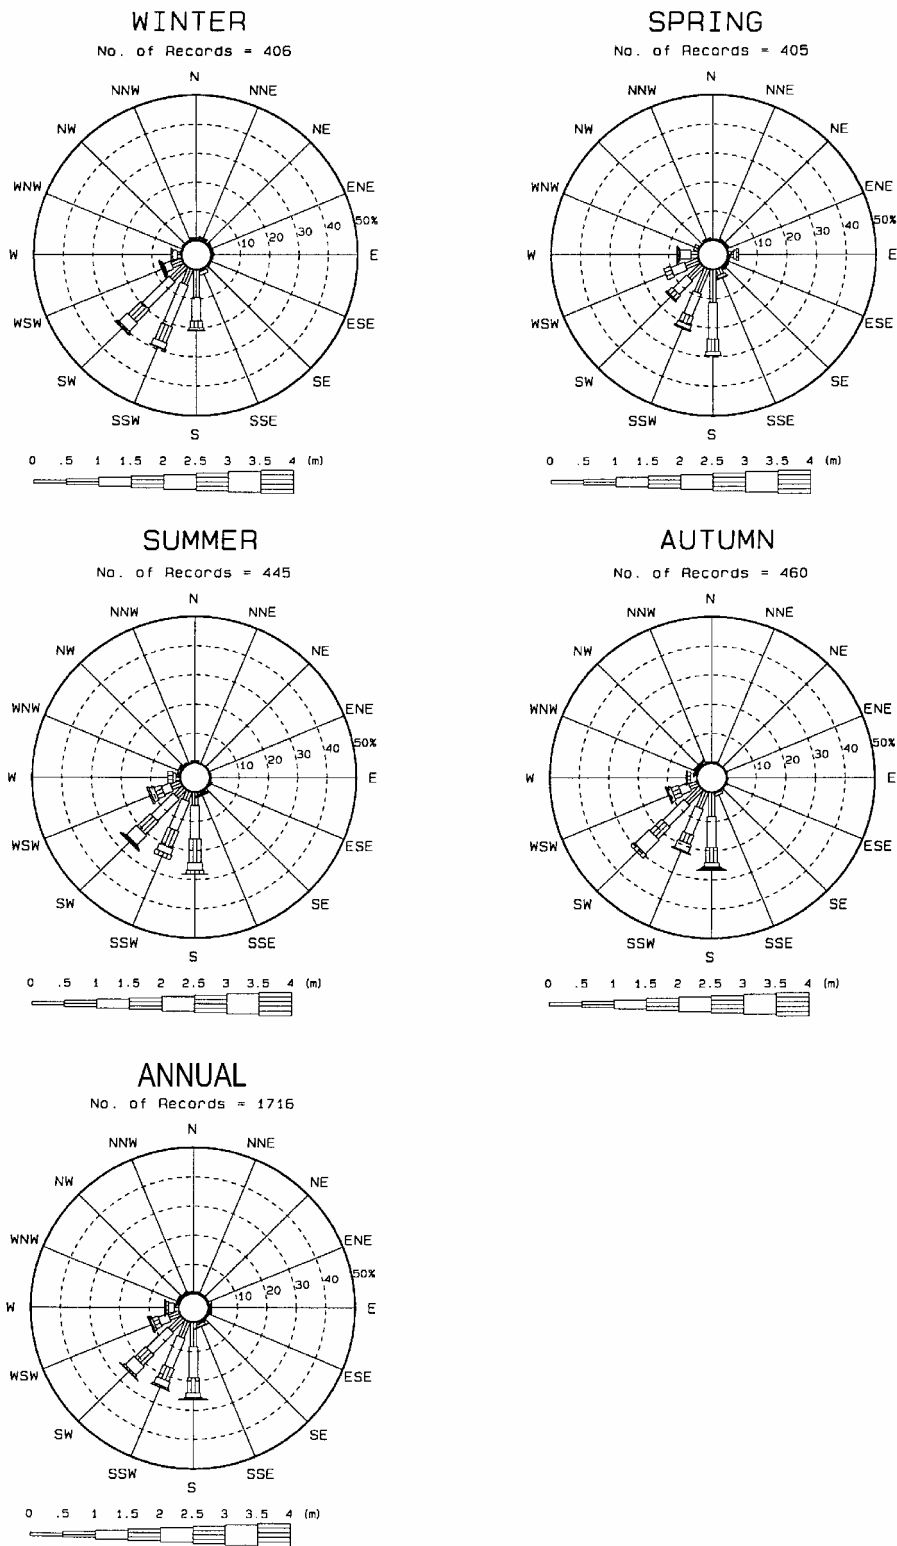 WINTER
No. of Records = 406
N
NNW NNE
NW NE
WNW ENE
50%
10 20 30 40
W E
WSW ESE
SW SE
SSW SSE
S
0 .5 1 1.5 2 2.5 3 3.5 4 (m)
SPRING
No. of Records = 405
N
NNW NNE
NW NE
WNW ENE
50%
10 20 30 40
W E
WSW ESE
SW SE
SSW SSE
S
0 .5 1 1.5 2 2.5 3 3.5 4 (m)
SUMMER
No. of Records = 445
N
NNW NNE
NW NE
WNW ENE
50%
10 20 30 40
W E
WSW ESE
SW SE
SSW SSE
S
0 .5 1 1.5 2 2.5 3 3.5 4 (m)
AUTUMN
No. of Records = 460
N
NNW NNE
NW NE
WNW ENE
50%
10 20 30 40
W E
WSW ESE
SW SE
SSW SSE
S
0 .5 1 1.5 2 2.5 3 3.5 4 (m)
ANNUAL
No. of Records = 1716
N
NNW NNE
NW NE
WNW ENE
50%
10 20 30 40
W E
WSW ESE
SW SE
SSW SSE
S
0 .5 1 1.5 2 2.5 3 3.5 4 (m)